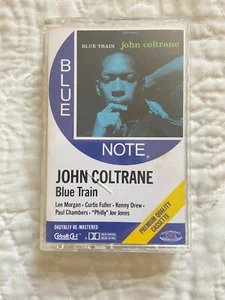 BLUE TRAIN john coltrane
BLUE
NOTE®
JOHN COLTRANE
Blue Train
Lee Morgan • Curtis Fuller • Kenny Drew •
Paul Chambers • "Philly" Joe Jones
DIGITALLY RE-MASTERED
PREMIUM QUALITY
CASSETTE